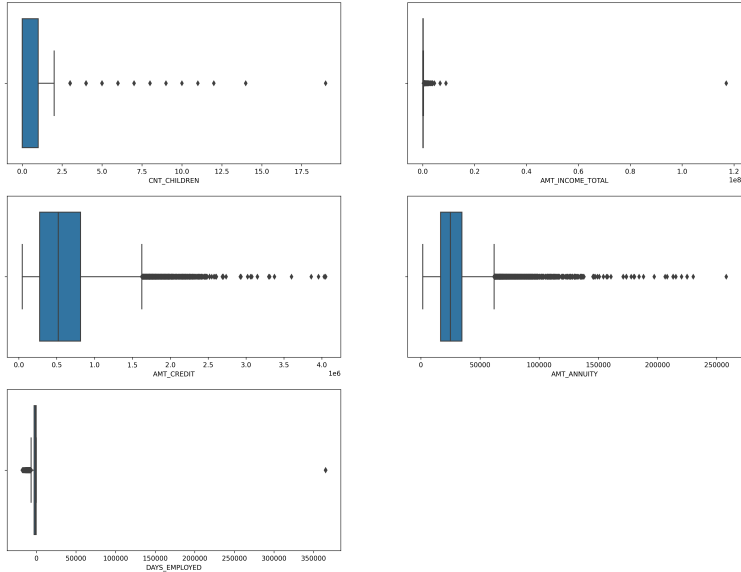 0.0 2.5 5.0 7.5 10.0 12.5 15.0 17.5
CNT_CHILDREN
0.0 0.2 0.4 0.6 0.8 1.0 1.2
AMT_INCOME_TOTAL 1e8
0.0 0.5 1.0 1.5 2.0 2.5 3.0 3.5 4.0
AMT_CREDIT 1e6
0 50000 100000 150000 200000 250000
AMT_ANNUITY
0 50000 100000 150000 200000 250000 300000 350000
DAYS_EMPLOYED